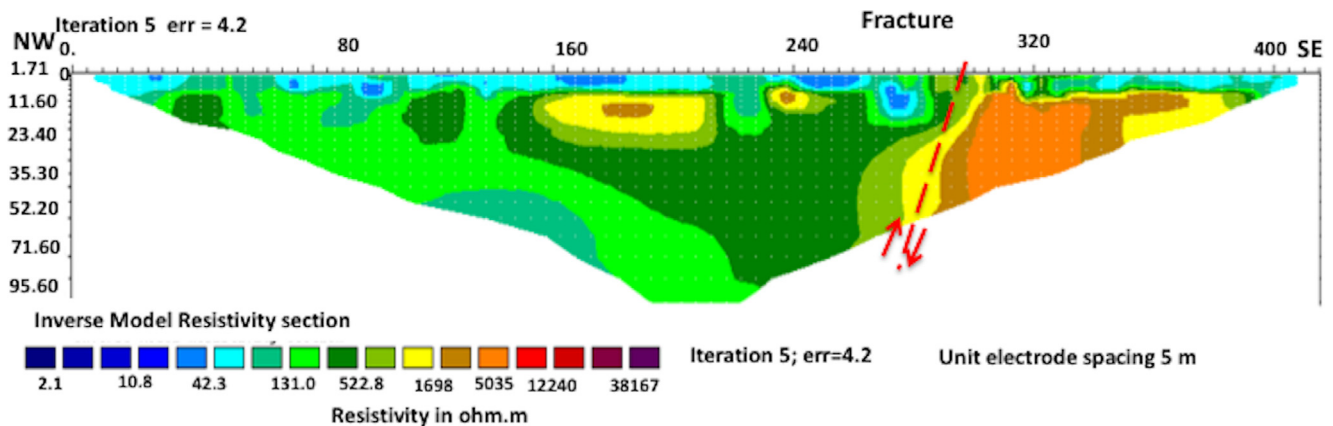 Iteration 5 err = 4.2
Fracture
NW 0. 80 160 240 320 400 SE
1.71 0
11.60
23.40
35.30
52.20
71.60
95.60
Inverse Model Resistivity section
2.1 10.8 42.3 131.0 522.8 1698 5035 12240 38167
Iteration 5; err=4.2
Unit electrode spacing 5 m
Resistivity in ohm.m